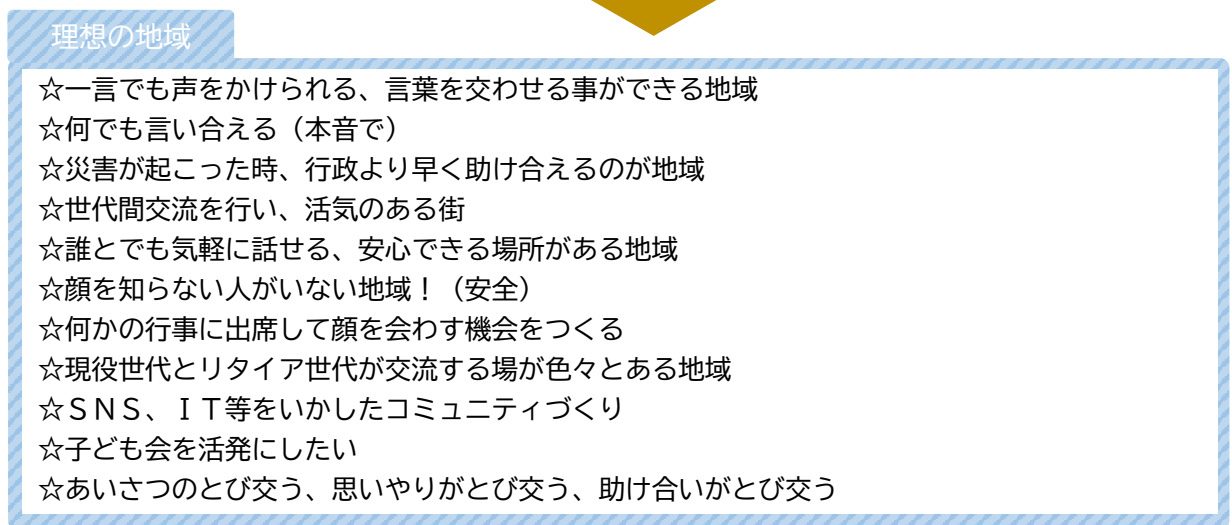 理想の地域
☆一言でも声をかけられる、言葉を交わせる事ができる地域
☆何でも言い合える（本音で）
☆災害が起こった時、行政より早く助け合えるのが地域
☆世代間交流を行い、活気のある街
☆誰とでも気軽に話せる、安心できる場所がある地域
☆顔を知らない人がいない地域！（安全）
☆何かの行事に出席して顔を会わす機会をつくる
☆現役世代とリタイア世代が交流する場が色々とある地域
☆ＳＮＳ、ＩＴ等をいかしたコミュニティづくり
☆子ども会を活発にしたい
☆あいさつのとび交う、思いやりがとび交う、助け合いがとび交う